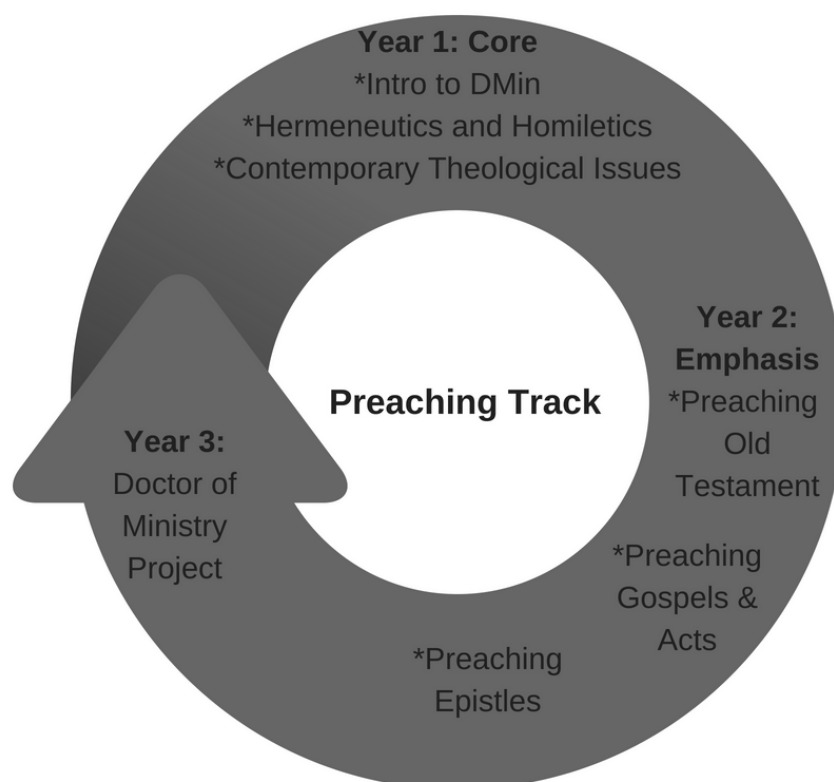 Year 1: Core
*Intro to DMin
*Hermeneutics and Homiletics
*Contemporary Theological Issues
Year 2:
Emphasis
*Preaching
Old
Testament
*Preaching
Gospels &
Acts
*Preaching
Epistles
Year 3:
Doctor of
Ministry
Project
Preaching Track